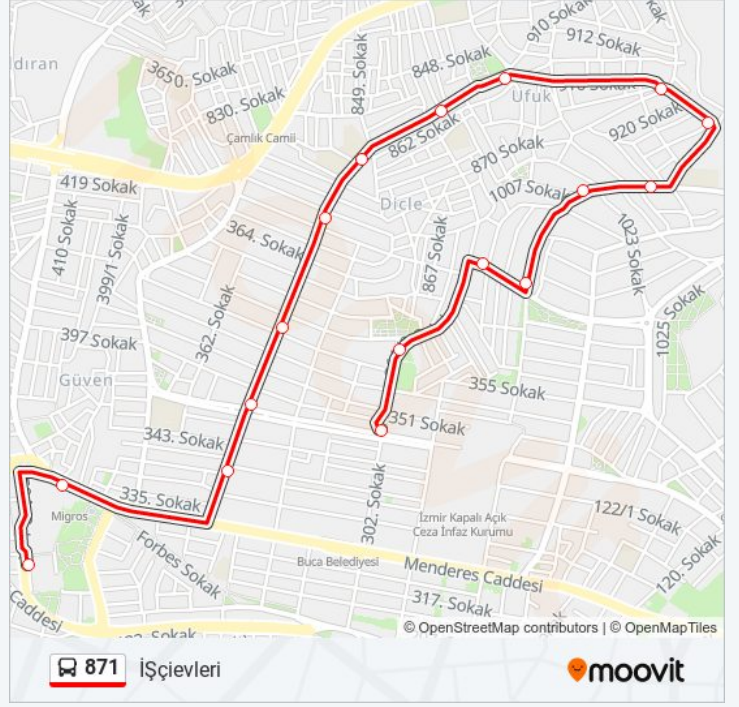 910 Sokak
912 Sokak
dıran
848. Sokak
3650. Sokak
849. Sokak
830. Sokak
Ufuk
920 Sokak
Çamlık Camii
862 Sokak
870 Sokak
419 Sokak
1007 Sokak
Dicle
410 Sokak
399/1 Sokak
364. Sokak
867 Sokak
1023 Sokak
362. Sokak
1025 Sokak
397 Sokak
Güven
355 Sokak
351 Sokak
343. Sokak
302. Sokak
335. Sokak
Migros
İzmir Kapalı Açık
Ceza İnfaz Kurumu
122/1 Sokak
Forbes Sokak
Buca Belediyesi
Menderes Caddesi
120. Sokak
Caddesi
317. Sokak
© OpenStreetMap contributors | © OpenMapTiles
871 İŞçievleri
moovit